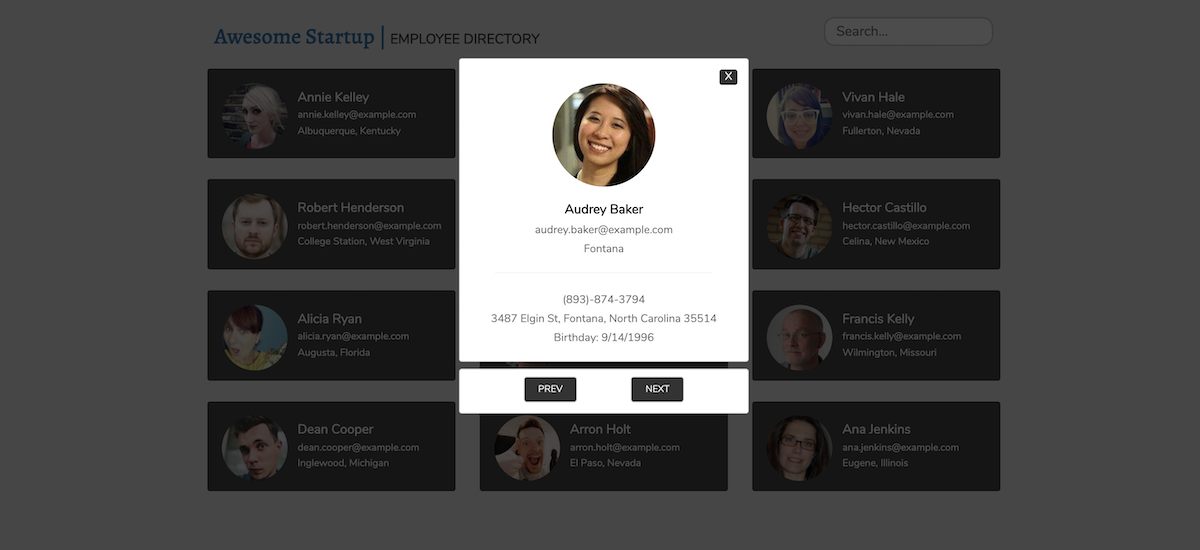 Awesome Startup | EMPLOYEE DIRECTORY
Search...
X
Audrey Baker
audrey.baker@example.com
Fontana
(893)-874-3794
3487 Elgin St, Fontana, North Carolina 35514
Birthday: 9/14/1996
PREV
NEXT
Annie Kelley
annie.kelley@example.com
Albuquerque, Kentucky
Vivan Hale
vivan.hale@example.com
Fullerton, Nevada
Robert Henderson
robert.henderson@example.com
College Station, West Virginia
Hector Castillo
hector.castillo@example.com
Celina, New Mexico
Alicia Ryan
alicia.ryan@example.com
Augusta, Florida
Francis Kelly
francis.kelly@example.com
Wilmington, Missouri
Dean Cooper
dean.cooper@example.com
Inglewood, Michigan
Arron Holt
arron.holt@example.com
El Paso, Nevada
Ana Jenkins
ana.jenkins@example.com
Eugene, Illinois